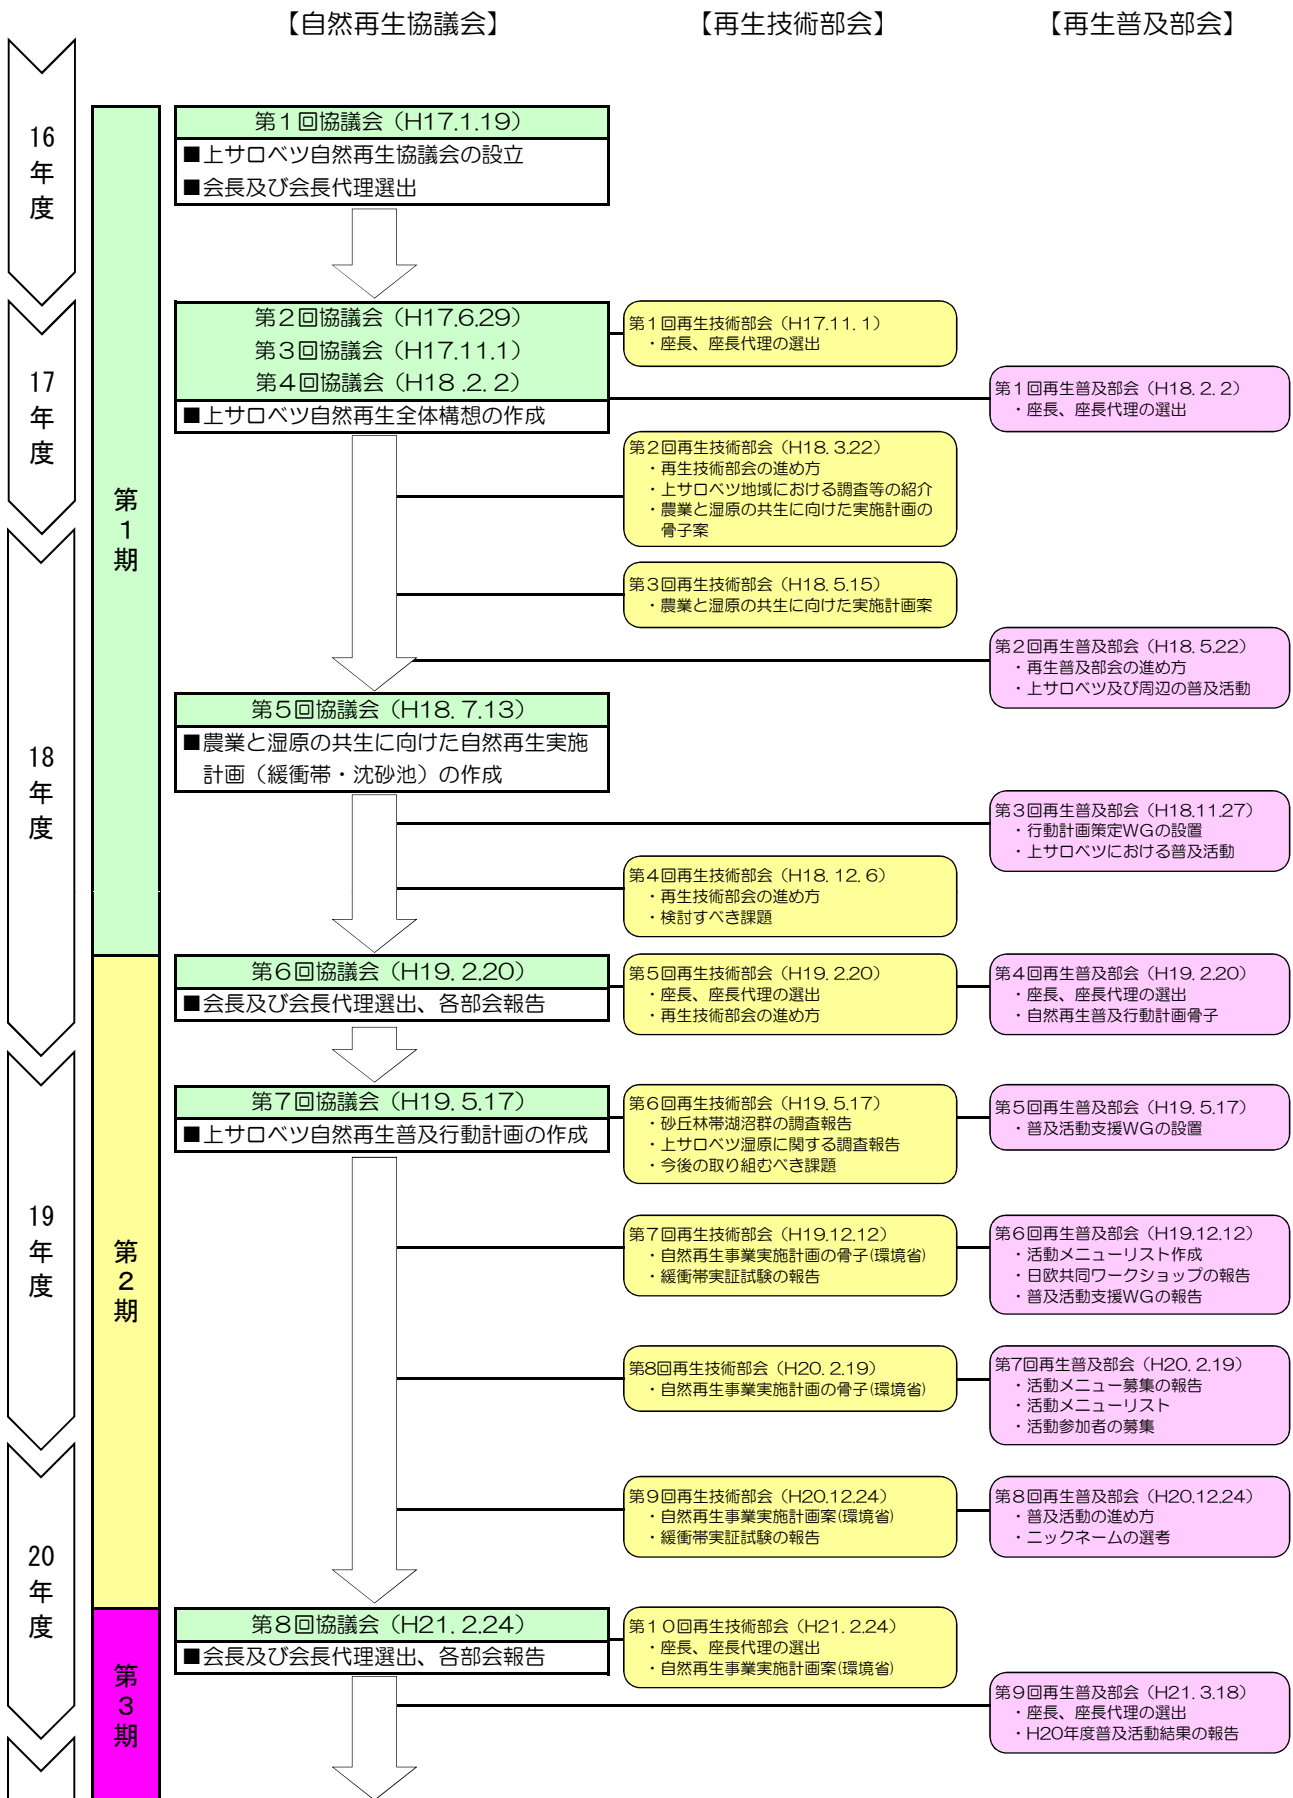 【自然再生協議会】
【再生技術部会】
【再生普及部会】
16
年
度
第1期
第1回協議会（H17.1.19）
■上サロベツ自然再生協議会の設立
■会長及び会長代理選出
17
年
度
第2回協議会（H17.6.29）
第3回協議会（H17.11.1）
第4回協議会（H18.2.2）
■上サロベツ自然再生全体構想の作成
第1回再生技術部会（H17.11.1）
・座長、座長代理の選出
第1回再生普及部会（H18.2.2）
・座長、座長代理の選出
第2回再生技術部会（H18.3.22）
・再生技術部会の進め方
・上サロベツ地域における調査等の紹介
・農業と湿原の共生に向けた実施計画の
骨子案
18
年
度
第3回再生技術部会（H18.5.15）
・農業と湿原の共生に向けた実施計画案
第2回再生普及部会（H18.5.22）
・再生普及部会の進め方
・上サロベツ及び周辺の普及活動
第5回協議会（H18.7.13）
■農業と湿原の共生に向けた自然再生実施
計画（緩衝帯・沈砂池）の作成
第3回再生普及部会（H18.11.27）
・行動計画策定WGの設置
・上サロベツにおける普及活動
第4回再生技術部会（H18.12.6）
・再生技術部会の進め方
・検討すべき課題
第2期
第6回協議会（H19.2.20）
■会長及び会長代理選出、各部会報告
第5回再生技術部会（H19.2.20）
・座長、座長代理の選出
・再生技術部会の進め方
第4回再生普及部会（H19.2.20）
・座長、座長代理の選出
・自然再生普及行動計画骨子
19
年
度
第7回協議会（H19.5.17）
■上サロベツ自然再生普及行動計画の作成
第6回再生技術部会（H19.5.17）
・砂丘林帯湖沼群の調査報告
・上サロベツ湿原に関する調査報告
・今後の取り組むべき課題
第5回再生普及部会（H19.5.17）
・普及活動支援WGの設置
第7回再生技術部会（H19.12.12）
・自然再生事業実施計画の骨子(環境省)
・緩衝帯実証試験の報告
第6回再生普及部会（H19.12.12）
・活動メニューリスト作成
・日欧共同ワークショップの報告
・普及活動支援WGの報告
第8回再生技術部会（H20.2.19）
・自然再生事業実施計画の骨子(環境省)
第7回再生普及部会（H20.2.19）
・活動メニュー募集の報告
・活動メニューリスト
・活動参加者の募集
20
年
度
第9回再生技術部会（H20.12.24）
・自然再生事業実施計画案(環境省)
・緩衝帯実証試験の報告
第8回再生普及部会（H20.12.24）
・普及活動の進め方
・ニックネームの選考
第3期
第8回協議会（H21.2.24）
■会長及び会長代理選出、各部会報告
第10回再生技術部会（H21.2.24）
・座長、座長代理の選出
・自然再生事業実施計画案(環境省)
第9回再生普及部会（H21.3.18）
・座長、座長代理の選出
・H20年度普及活動結果の報告